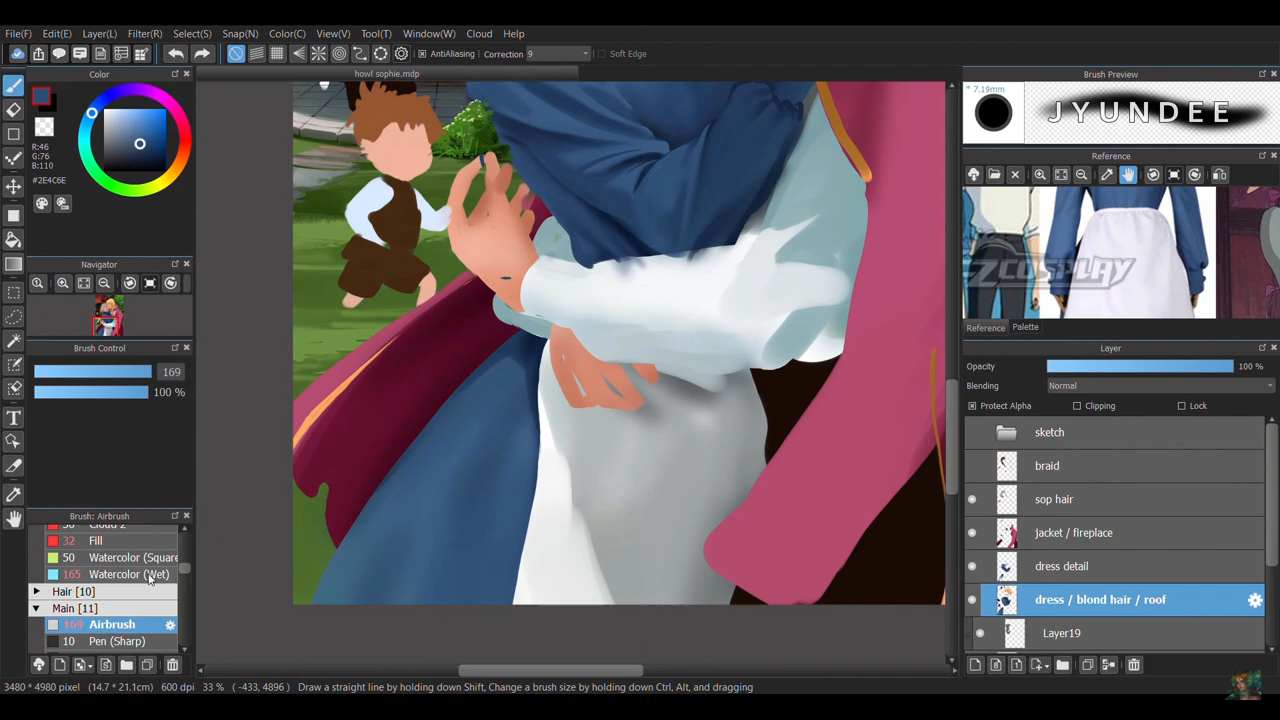 File(F) Edit(E) Layer(L) Filter(R) Select(S) Snap(N) Color(C) View(V) Tool(T) Window(W) Cloud Help
AntiAliasing Correction 9 Soft Edge
Color
howl sophie.mdp
Brush Preview
* 7.19mm
JYUNDEE
R:46
G:76
B:110
#2E4C6E
Reference
Navigator
ZCOSPLAY
Reference Palette
Brush Control
169
100 %
Layer
Opacity 100 %
Blending Normal
Protect Alpha Clipping Lock
sketch
braid
sop hair
jacket / fireplace
dress detail
dress / blond hair / roof
Layer19
Brush: Airbrush
Cloud 2
32 Fill
50 Watercolor (Square
165 Watercolor (Wet)
Hair [10]
Main [11]
169 Airbrush
10 Pen (Sharp)
3480 * 4980 pixel (14.7 * 21.1cm) 600 dpi 33 % ( -433, 4896 ) Draw a straight line by holding down Shift, Change a brush size by holding down Ctrl, Alt, and dragging